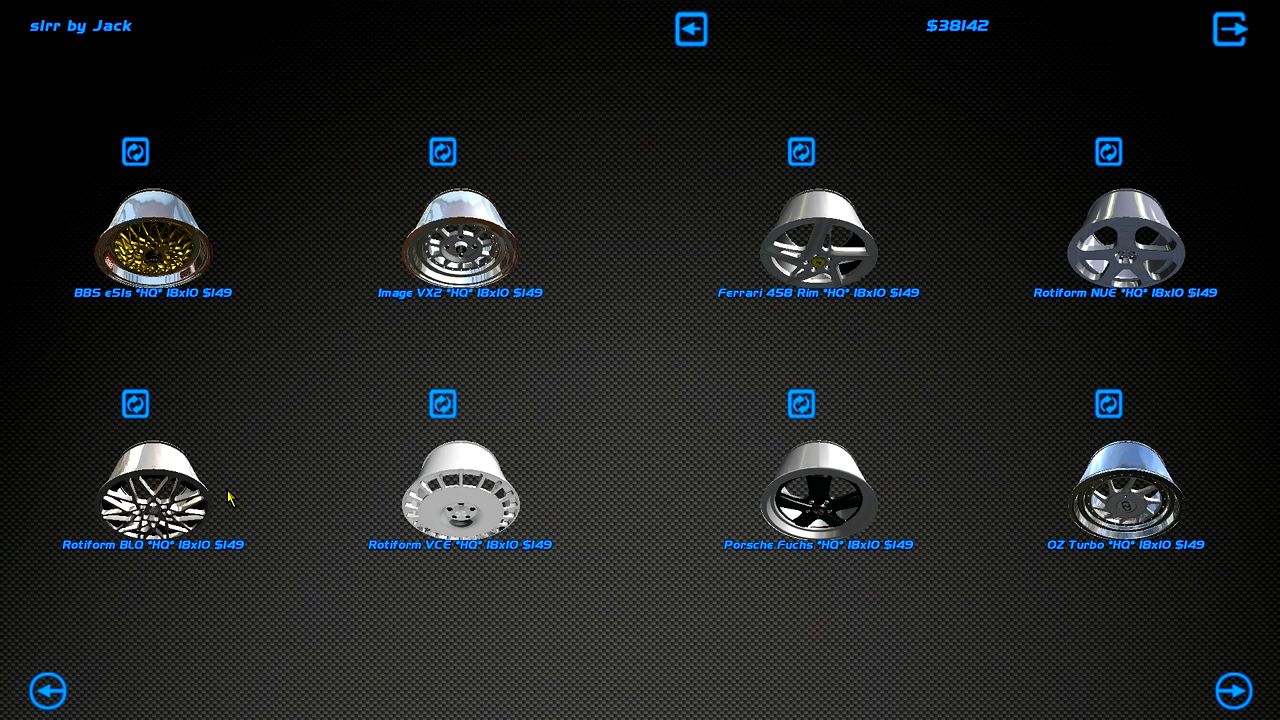 slrr by Jack
$38142
BBS e51s *HQ* 18x10 $149
Image VX2 *HQ* 18x10 $149
Ferrari 458 Rim *HQ* 18x10 $149
Rotiform NUE *HQ* 18x10 $149
Rotiform BLQ *HQ* 18x10 $149
Rotiform VCE *HQ* 18x10 $149
Porsche Fuchs *HQ* 18x10 $149
OZ Turbo *HQ* 18x10 $149